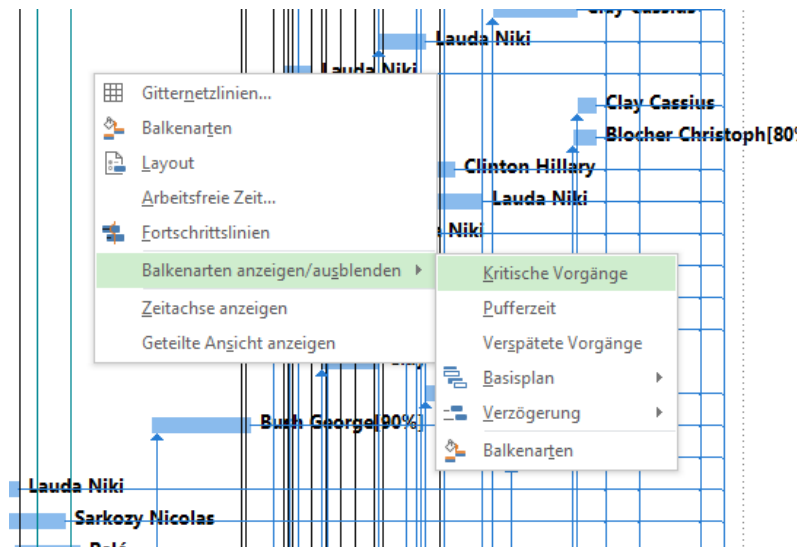 Clay Cassius
Lauda Niki
Lauda Niki
Gitternetzlinien...
Balkenarten
Layout
Arbeitsfreie Zeit...
Fortschrittslinien
Balkenarten anzeigen/ausblenden
Zeitachse anzeigen
Geteilte Ansicht anzeigen
Clay Cassius
Blocher Christoph[80%
Clinton Hillary
Lauda Niki
Niki
Kritische Vorgänge
Pufferzeit
Verspätete Vorgänge
Basisplan
Verzögerung
Balkenarten
Bush George[90%]
Lauda Niki
Sarkozy Nicolas